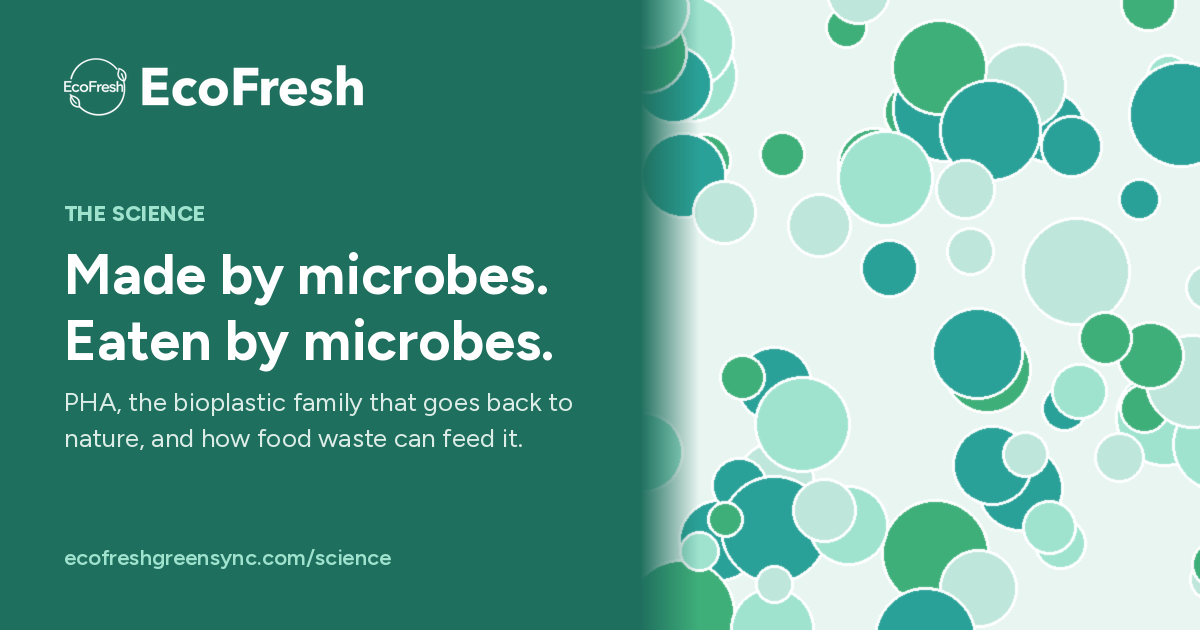 EcoFresh
EcoFresh
THE SCIENCE
Made by microbes.
Eaten by microbes.
PHA, the bioplastic family that goes back to
nature, and how food waste can feed it.
ecofreshgreensync.com/science